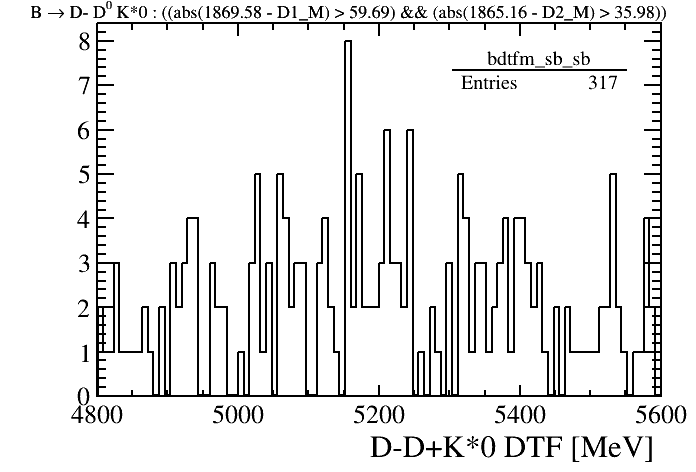 B → D- D⁰ K*0 : ((abs(1869.58 - D1_M) > 59.69) && (abs(1865.16 - D2_M) > 35.98))
bdtfm_sb_sb
Entries 317
8
7
6
5
4
3
2
1
0
4800 5000 5200 5400 5600
D-D+K*0 DTF [MeV]